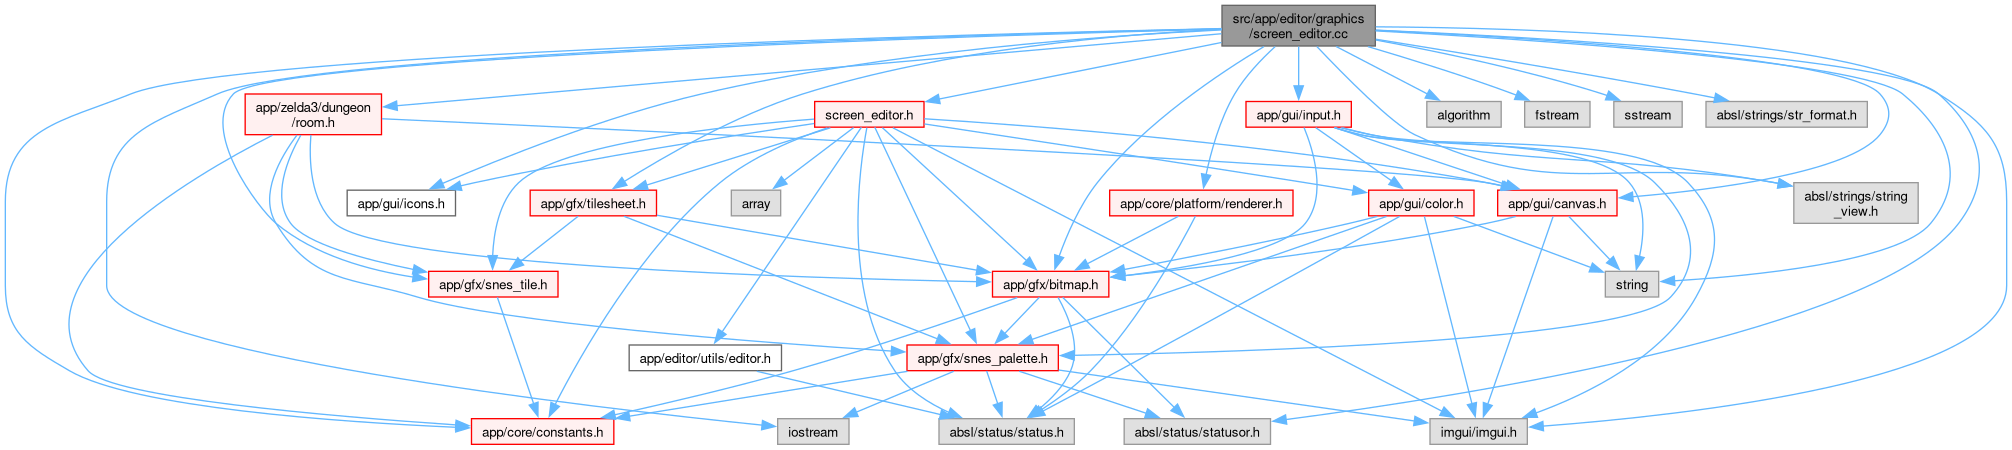 src/app/editor/graphics
/screen_editor.cc
app/zelda3/dungeon
/room.h
screen_editor.h
app/gui/input.h
algorithm
fstream
sstream
absl/strings/str_format.h
app/gui/icons.h
app/gfx/tilesheet.h
array
app/core/platform/renderer.h
app/gui/color.h
app/gui/canvas.h
absl/strings/string
_view.h
app/gfx/snes_tile.h
app/gfx/bitmap.h
string
app/editor/utils/editor.h
app/gfx/snes_palette.h
app/core/constants.h
iostream
absl/status/status.h
absl/status/statusor.h
imgui/imgui.h